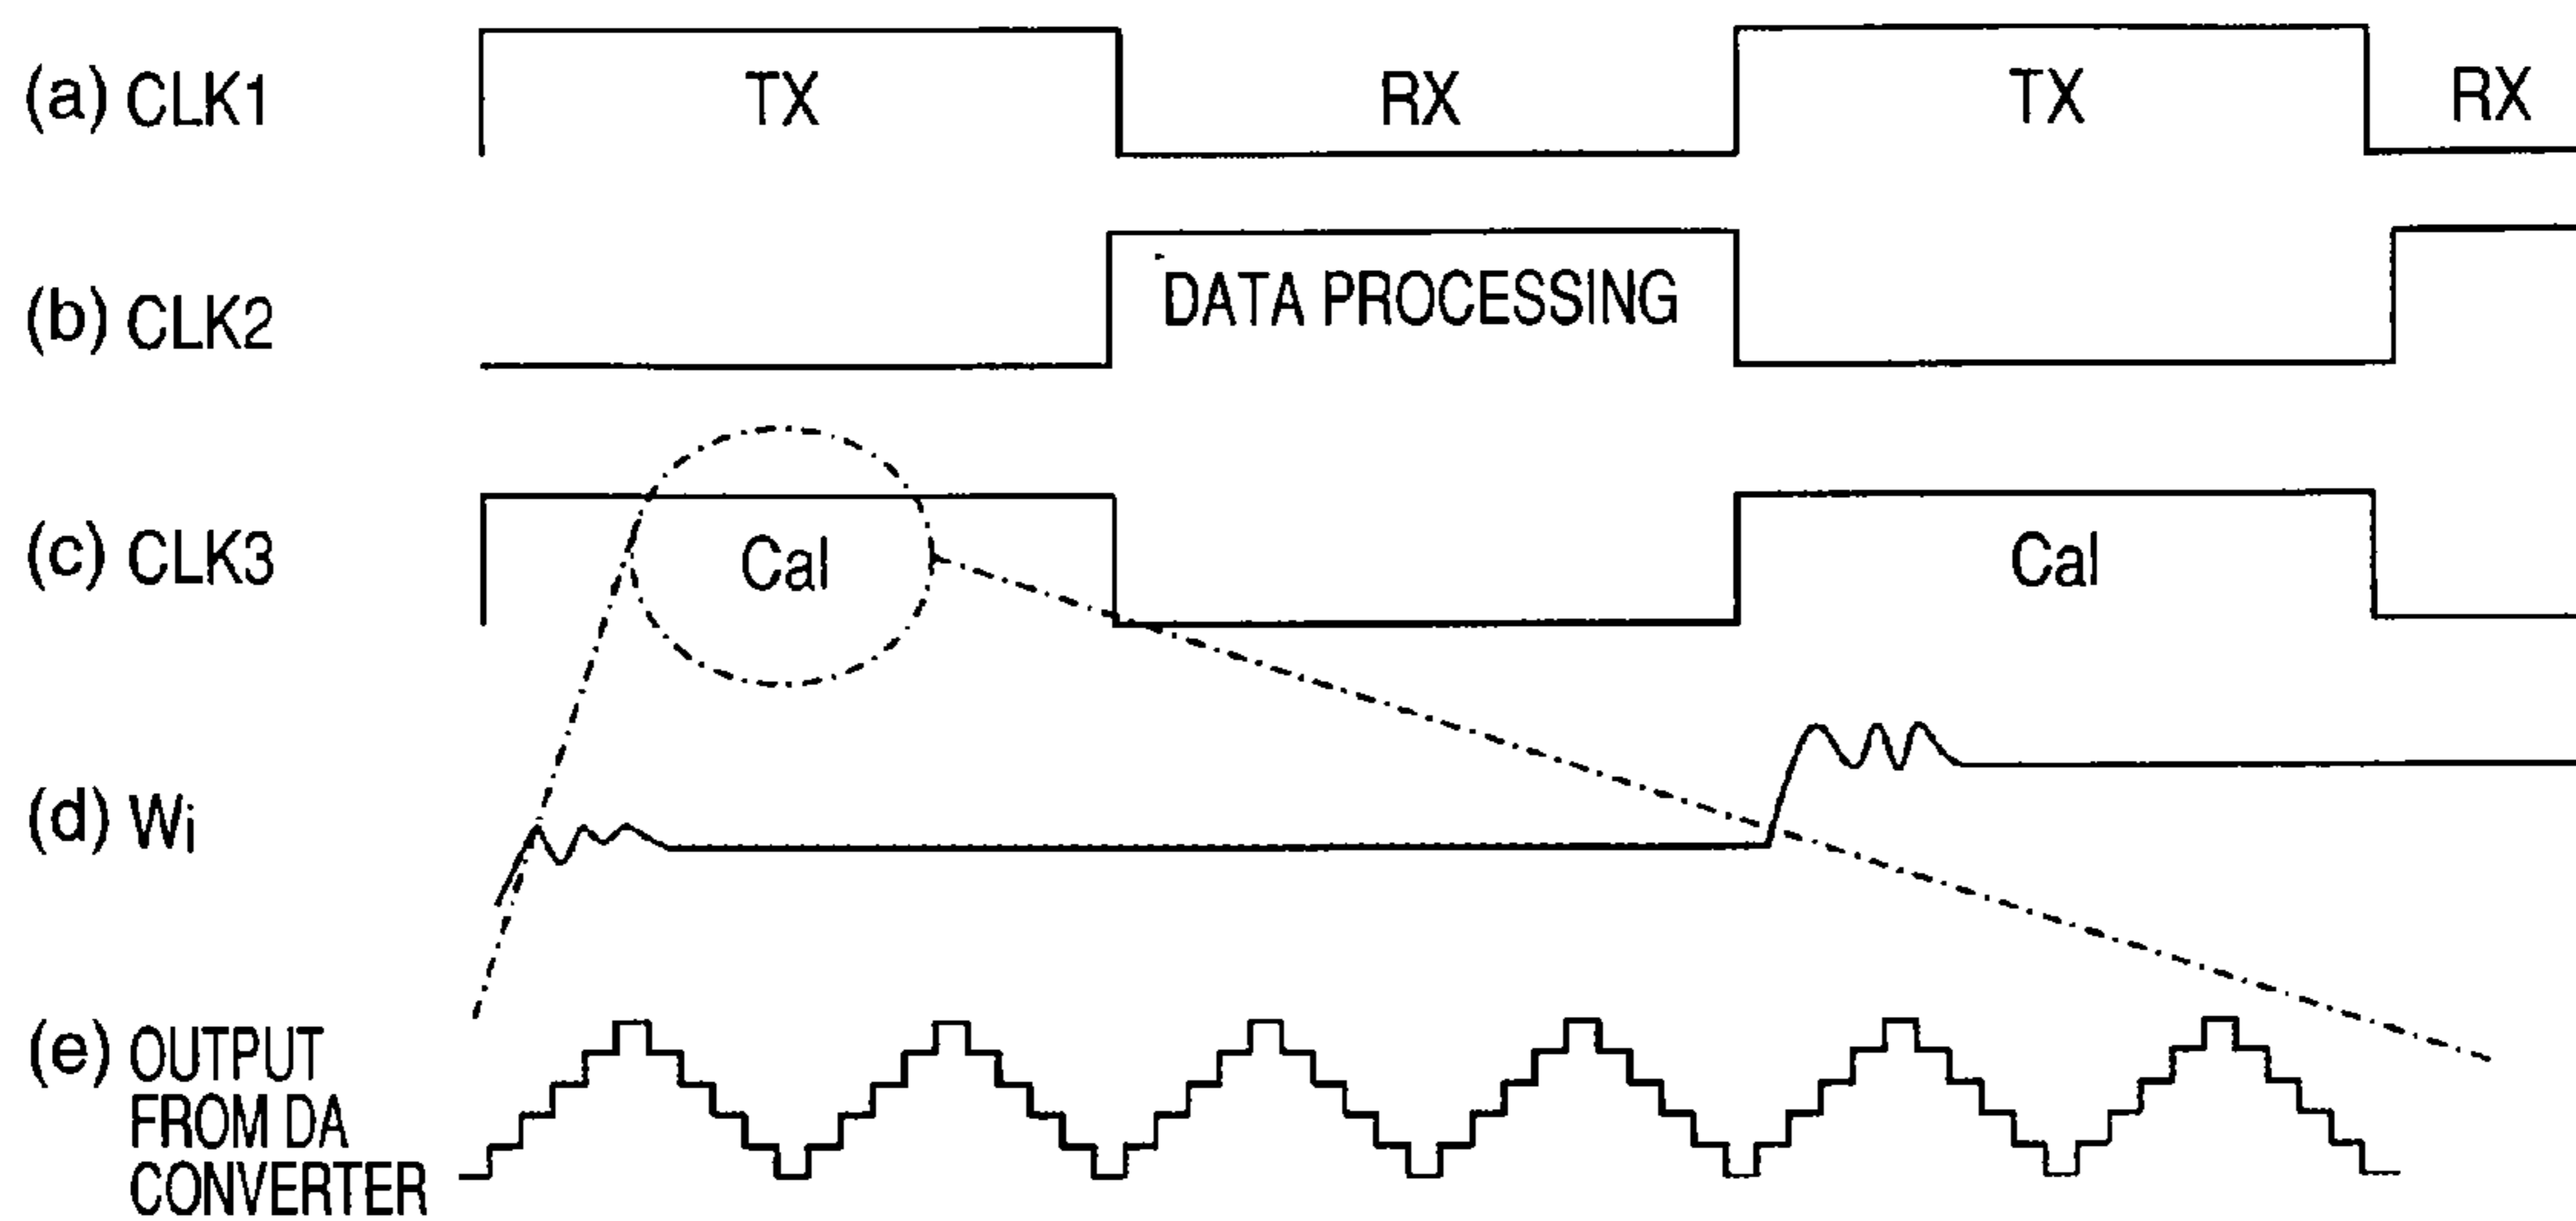 (a) CLK1 TX RX TX RX
(b) CLK2 DATA PROCESSING
(c) CLK3 Cal Cal
(d) Wi
(e) OUTPUT
FROM DA
CONVERTER